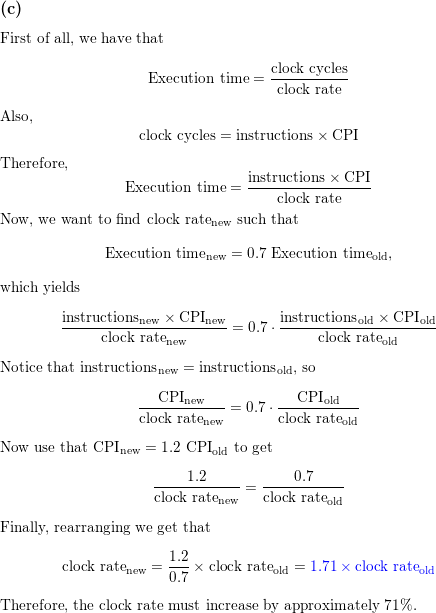 (c)
First of all, we have that
Execution time = clock cycles / clock rate
Also,
clock cycles = instructions × CPI
Therefore,
Execution time = instructions × CPI / clock rate
Now, we want to find clock rate_new such that
Execution time_new = 0.7 Execution time_old,
which yields
instructions_new × CPI_new / clock rate_new = 0.7 · instructions_old × CPI_old / clock rate_old
Notice that instructions_new = instructions_old, so
CPI_new / clock rate_new = 0.7 · CPI_old / clock rate_old
Now use that CPI_new = 1.2 CPI_old to get
1.2 / clock rate_new = 0.7 / clock rate_old
Finally, rearranging we get that
clock rate_new = 1.2 / 0.7 × clock rate_old = 1.71 × clock rate_old
Therefore, the clock rate must increase by approximately 71%.